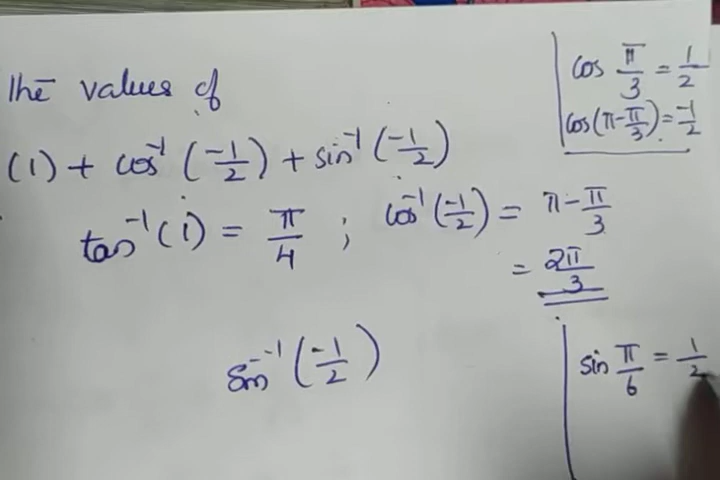 The values of
(1) + cos⁻¹(-1/2) + sin⁻¹(-1/2)
tan⁻¹(1) = π/4 ; cos⁻¹(-1/2) = π - π/3
= 2π/3
sin⁻¹(-1/2)
cos π/3 = 1/2
cos(π - π/3) = -1/2
sin π/6 = 1/2